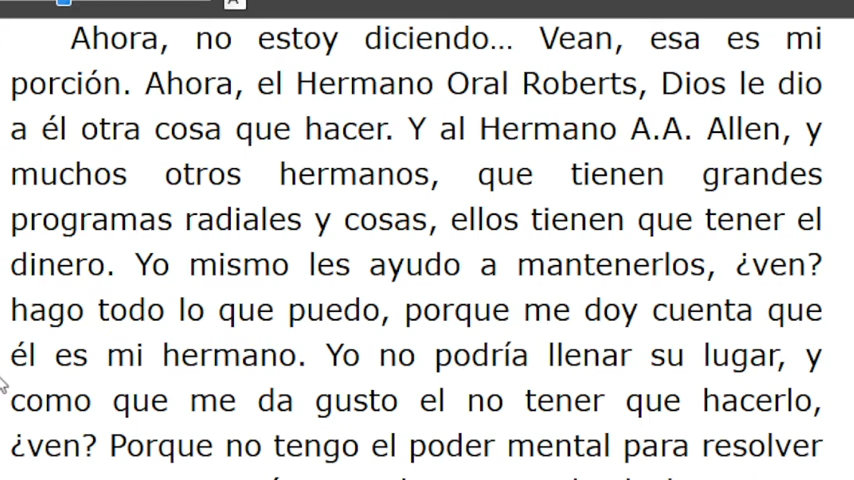 Ahora, no estoy diciendo... Vean, esa es mi
porción. Ahora, el Hermano Oral Roberts, Dios le dio
a él otra cosa que hacer. Y al Hermano A.A. Allen, y
muchos otros hermanos, que tienen grandes
programas radiales y cosas, ellos tienen que tener el
dinero. Yo mismo les ayudo a mantenerlos, ¿ven?
hago todo lo que puedo, porque me doy cuenta que
él es mi hermano. Yo no podría llenar su lugar, y
como que me da gusto el no tener que hacerlo,
¿ven? Porque no tengo el poder mental para resolver